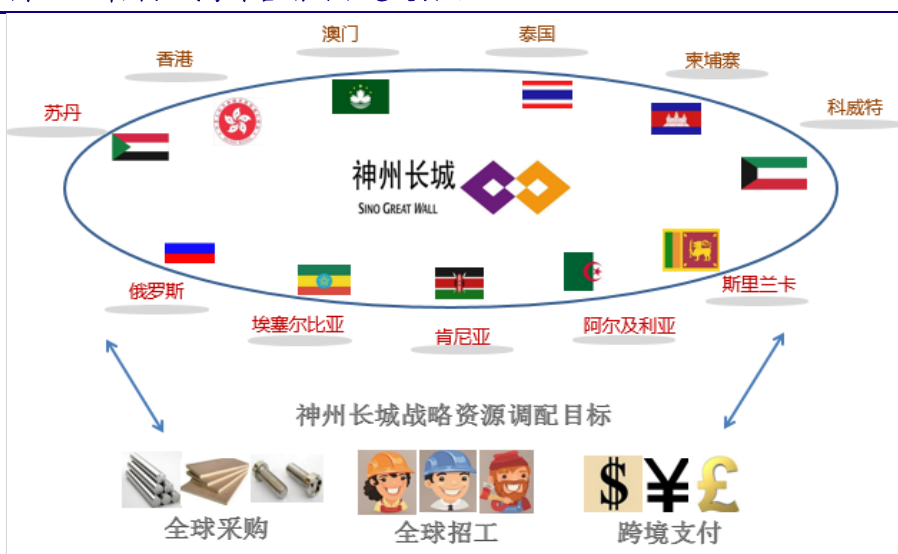 澳门
泰国
香港
柬埔寨
苏丹
科威特
神州长城
SINO GREAT WALL
俄罗斯
斯里兰卡
埃塞尔比亚
肯尼亚
阿尔及利亚
神州长城战略资源调配目标
$ ¥ £
全球采购
全球招工
跨境支付